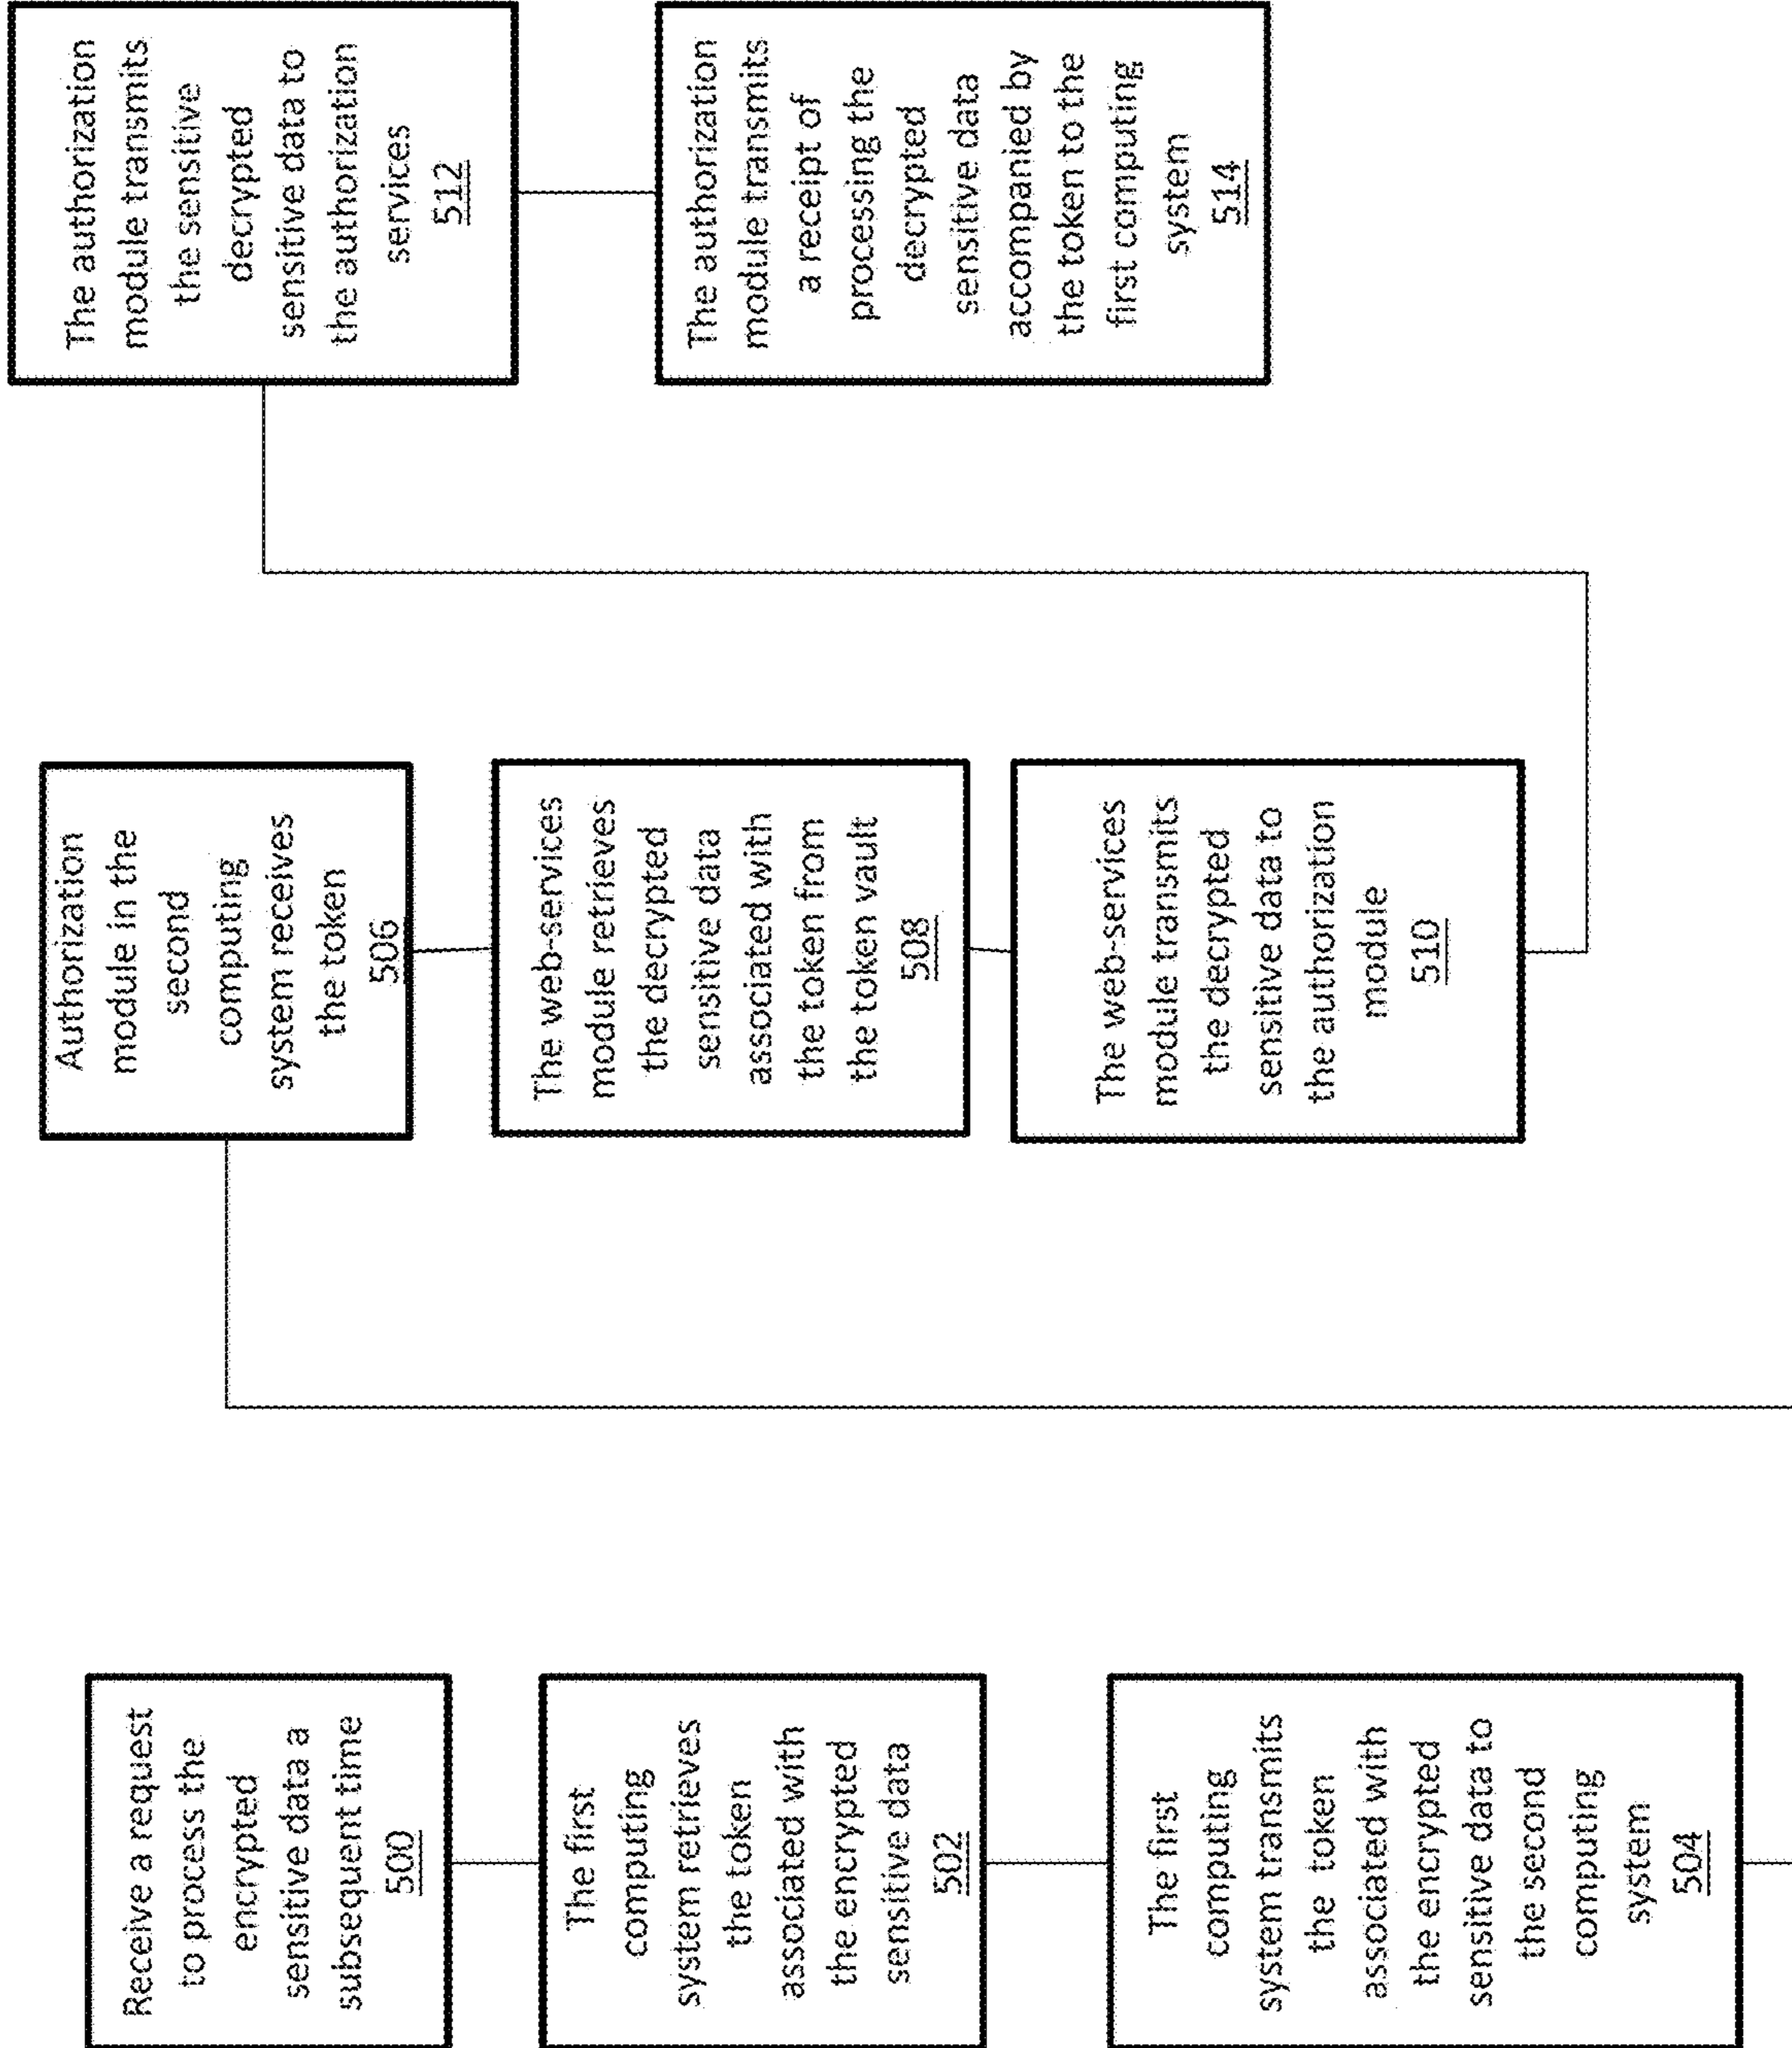 Receive a request
to process the
encrypted
sensitive data a
subsequent time
500
The first
computing
system retrieves
the token
associated with
the encrypted
sensitive data
502
The first
computing
system transmits
the token
associated with
the encrypted
sensitive data to
the second
computing
system
504
Authorization
module in the
second
computing
system receives
the token
506
The web-services
module retrieves
the decrypted
sensitive data
associated with
the token from
the token vault
508
The web-services
module transmits
the decrypted
sensitive data to
the authorization
module
510
The authorization
module transmits
the sensitive
decrypted
sensitive data to
the authorization
services
512
The authorization
module transmits
a receipt of
processing the
decrypted
sensitive data
accompanied by
the token to the
first computing
system
514